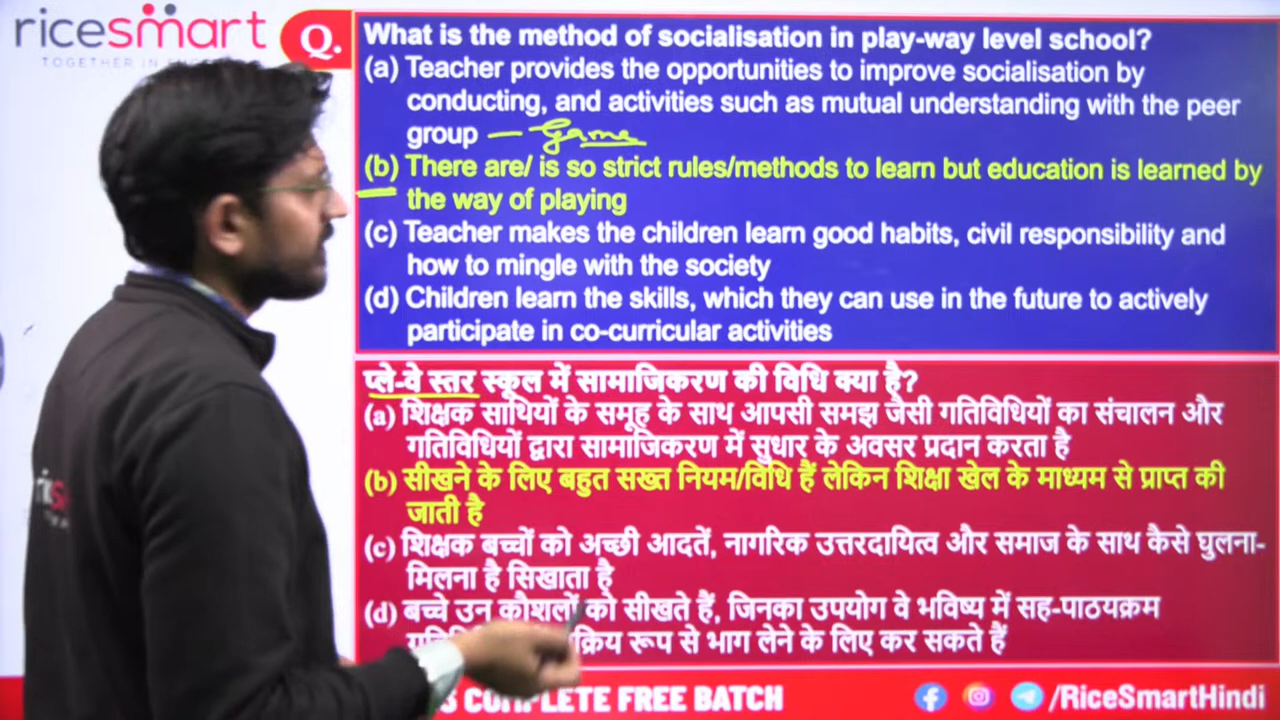 ricesmart
TOGETHER IN
Q.
What is the method of socialisation in play-way level school?
(a) Teacher provides the opportunities to improve socialisation by
conducting, and activities such as mutual understanding with the peer
group — Game
(b) There are/ is so strict rules/methods to learn but education is learned by
the way of playing
(c) Teacher makes the children learn good habits, civil responsibility and
how to mingle with the society
(d) Children learn the skills, which they can use in the future to actively
participate in co-curricular activities
प्ले-वे स्तर स्कूल में सामाजिकरण की विधि क्या है?
(a) शिक्षक साथियों के समूह के साथ आपसी समझ जैसी गतिविधियों का संचालन और
गतिविधियों द्वारा सामाजिकरण में सुधार के अवसर प्रदान करता है
(b) सीखने के लिए बहुत सख्त नियम/विधि हैं लेकिन शिक्षा खेल के माध्यम से प्राप्त की
जाती है
(c) शिक्षक बच्चों को अच्छी आदतें, नागरिक उत्तरदायित्व और समाज के साथ कैसे घुलना-
मिलना है सिखाता है
(d) बच्चे उन कौशलों को सीखते हैं, जिनका उपयोग वे भविष्य में सह-पाठयक्रम
रूप से भाग लेने के लिए कर सकते हैं
COMPLETE FREE BATCH
/RiceSmartHindi